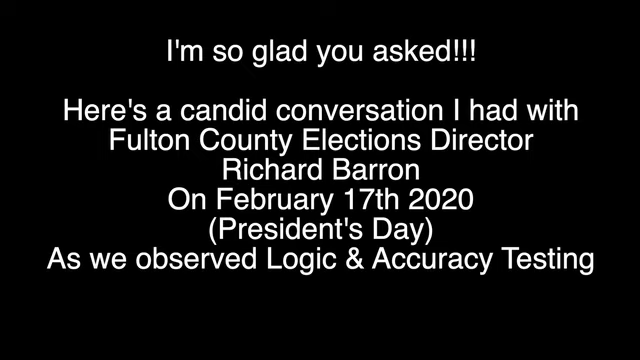 I'm so glad you asked!!!
Here's a candid conversation I had with
Fulton County Elections Director
Richard Barron
On February 17th 2020
(President's Day)
As we observed Logic & Accuracy Testing